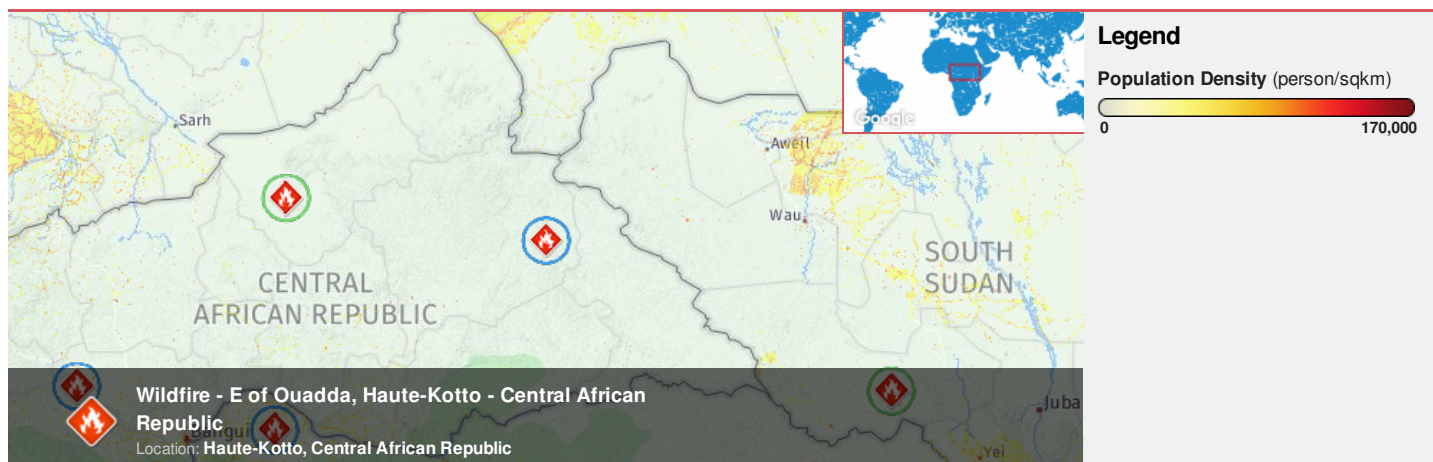 Sarh
Aweil
Wau
CENTRAL
AFRICAN REPUBLIC
SOUTH
SUDAN
Google
Wildfire - E of Ouadda, Haute-Kotto - Central African
Republic
Bangui
Location: Haute-Kotto, Central African Republic
Juba
Yei
Legend
Population Density (person/sqkm)
0 170,000